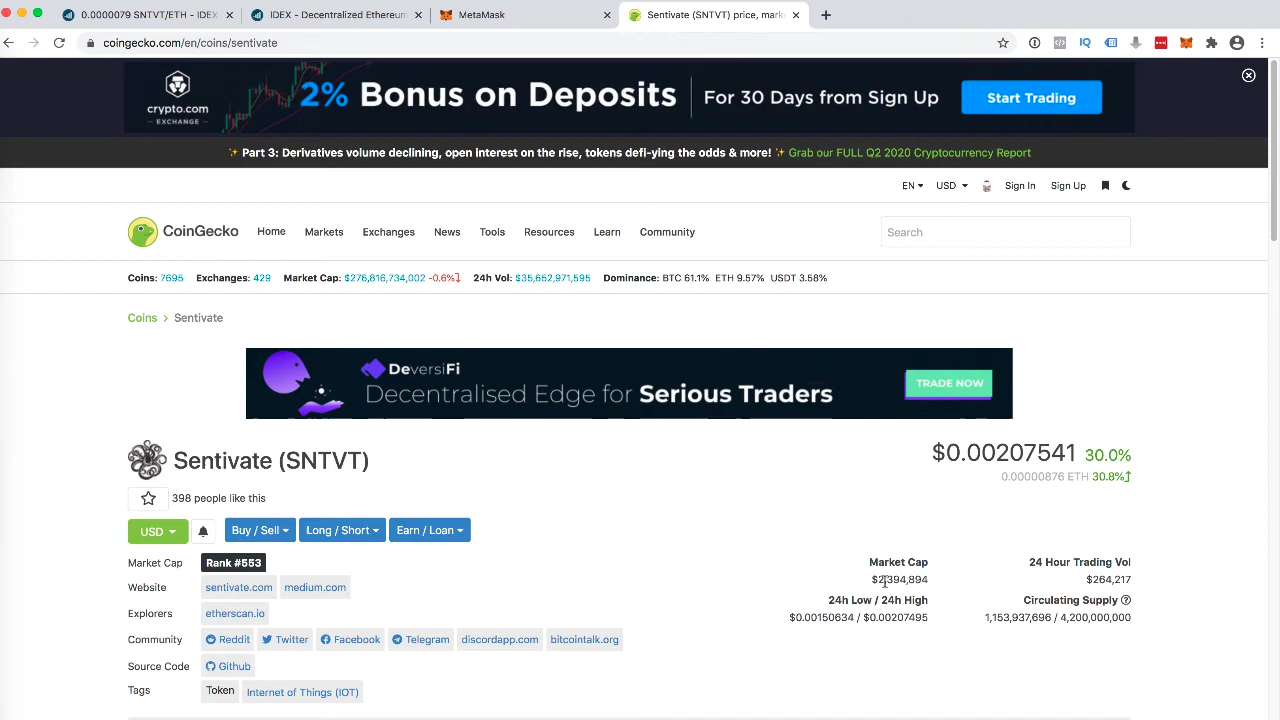 0.0000079 SNTVT/ETH - IDEX
IDEX - Decentralized Ethereum
MetaMask
Sentivate (SNTVT) price, mark
coingecko.com/en/coins/sentivate
crypto.com
EXCHANGE
2% Bonus on Deposits
For 30 Days from Sign Up
Start Trading
✨ Part 3: Derivatives volume declining, open interest on the rise, tokens defi-ying the odds & more! ✨ Grab our FULL Q2 2020 Cryptocurrency Report
EN USD Sign In Sign Up
CoinGecko Home Markets Exchanges News Tools Resources Learn Community Search
Coins: 7695 Exchanges: 429 Market Cap: $276,816,734,002 -0.6% 24h Vol: $35,652,971,595 Dominance: BTC 61.1% ETH 9.57% USDT 3.58%
Coins > Sentivate
DeversiFi
Decentralised Edge for Serious Traders
TRADE NOW
Sentivate (SNTVT)
$0.00207541 30.0%
0.00000876 ETH 30.8%
398 people like this
USD Buy / Sell Long / Short Earn / Loan
Market Cap Rank #553
Website sentivate.com medium.com
Explorers etherscan.io
Community Reddit Twitter Facebook Telegram discordapp.com bitcointalk.org
Source Code Github
Tags Token Internet of Things (IOT)
Market Cap
$2,394,894
24 Hour Trading Vol
$264,217
24h Low / 24h High
$0.00150634 / $0.00207495
Circulating Supply
1,153,937,696 / 4,200,000,000